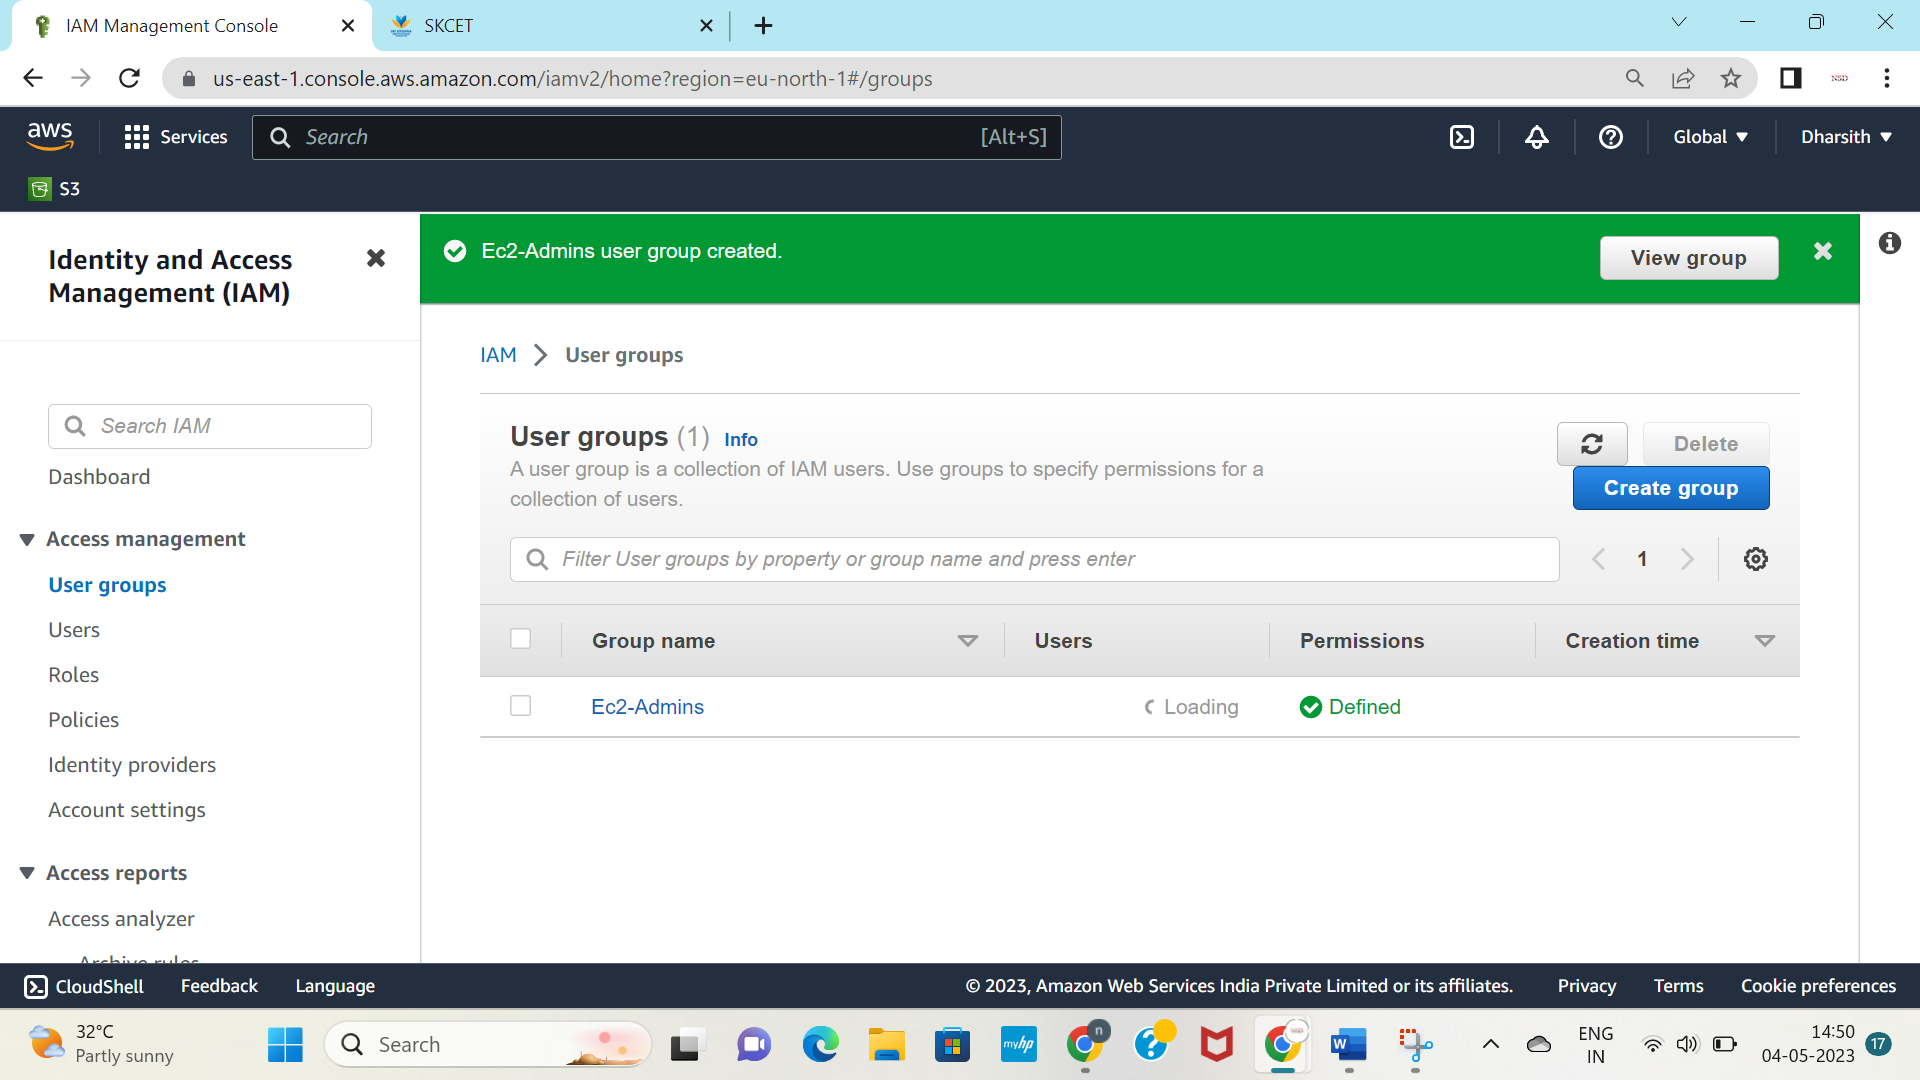 IAM Management Console
SKCET
us-east-1.console.aws.amazon.com/iamv2/home?region=eu-north-1#/groups
NSD
aws
Services
Search
[Alt+S]
Global
Dharsith
S3
Identity and Access
Management (IAM)
Search IAM
Dashboard
Access management
User groups
Users
Roles
Policies
Identity providers
Account settings
Access reports
Access analyzer
Archive rules
Ec2-Admins user group created.
View group
IAM
User groups
User groups (1) Info
A user group is a collection of IAM users. Use groups to specify permissions for a
collection of users.
Delete
Create group
Filter User groups by property or group name and press enter
1
Group name
Users
Permissions
Creation time
Ec2-Admins
Loading
Defined
CloudShell
Feedback
Language
© 2023, Amazon Web Services India Private Limited or its affiliates.
Privacy
Terms
Cookie preferences
32°C
Partly sunny
Search
myhp
n
W
ENG
IN
14:50
04-05-2023
17